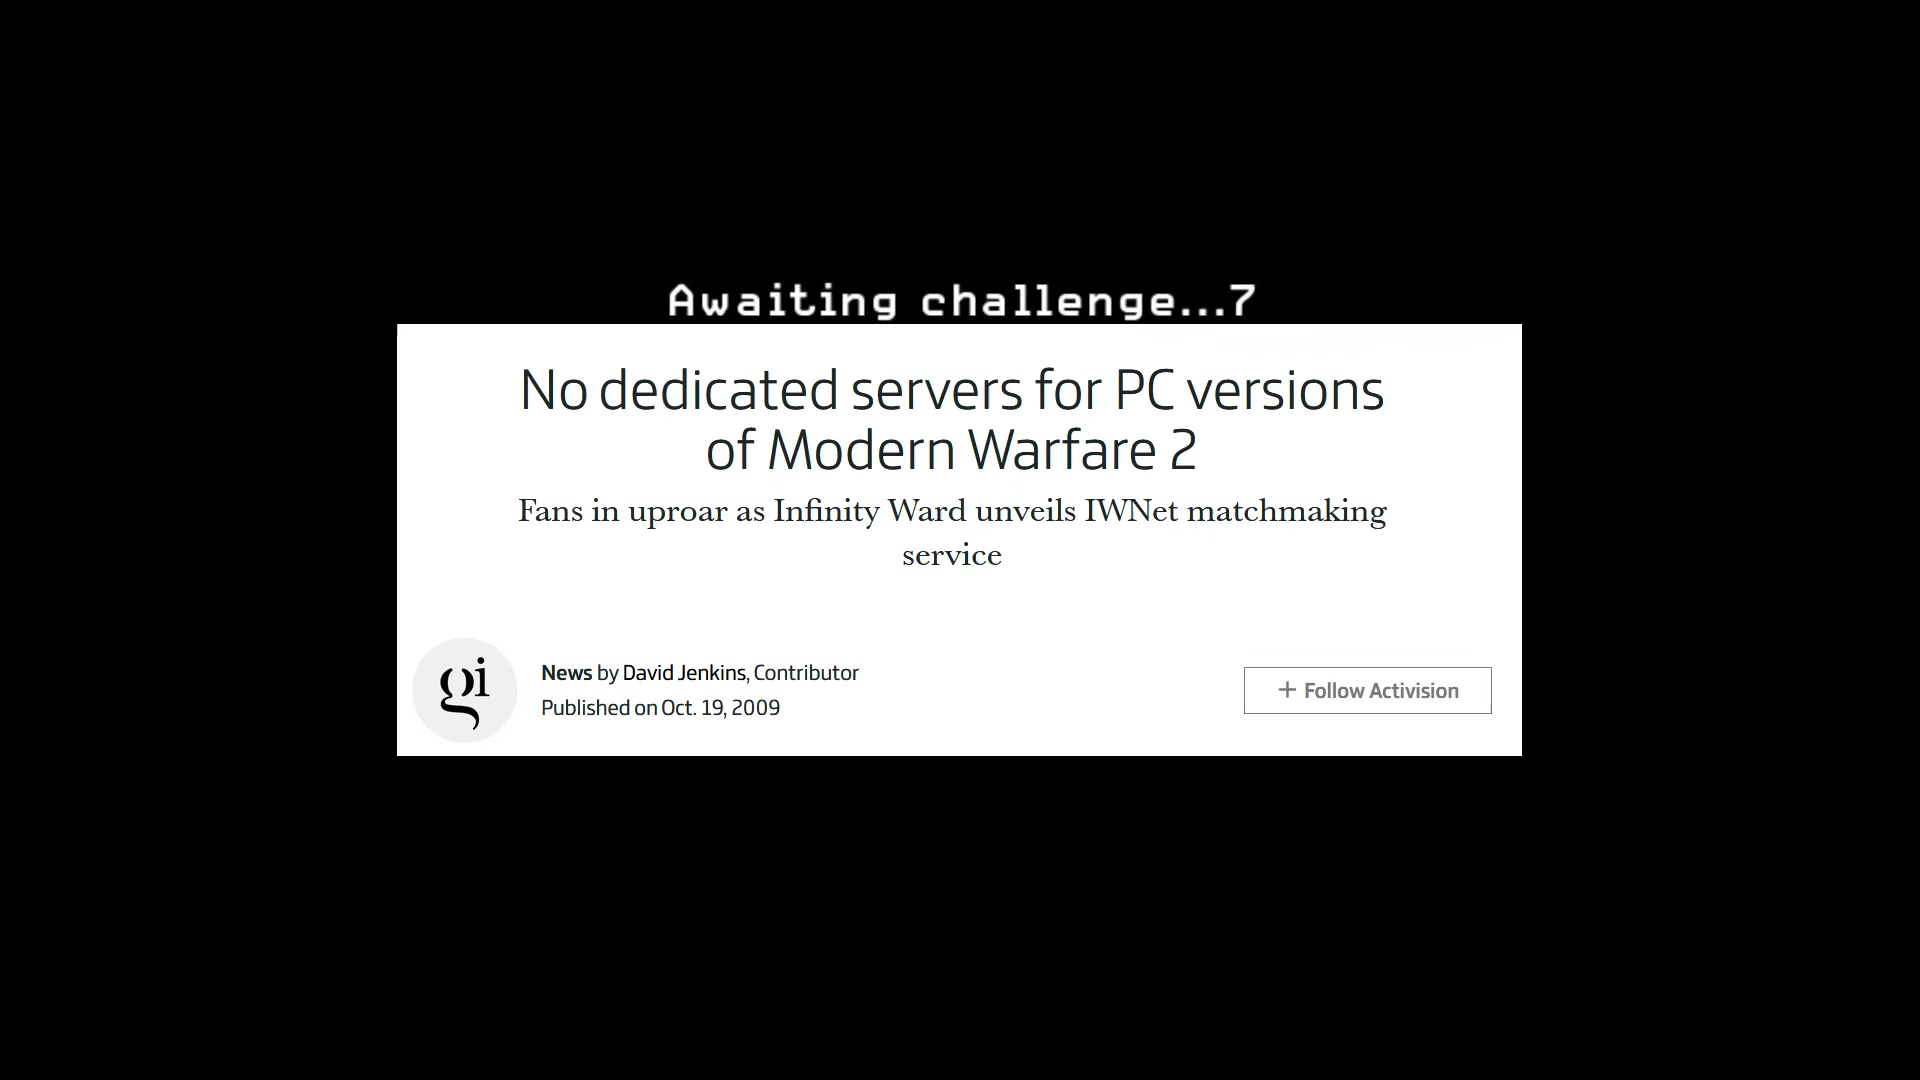 Awaiting challenge...7
No dedicated servers for PC versions
of Modern Warfare 2
Fans in uproar as Infinity Ward unveils IWNet matchmaking
service
gi
News by David Jenkins, Contributor
Published on Oct. 19, 2009
+ Follow Activision